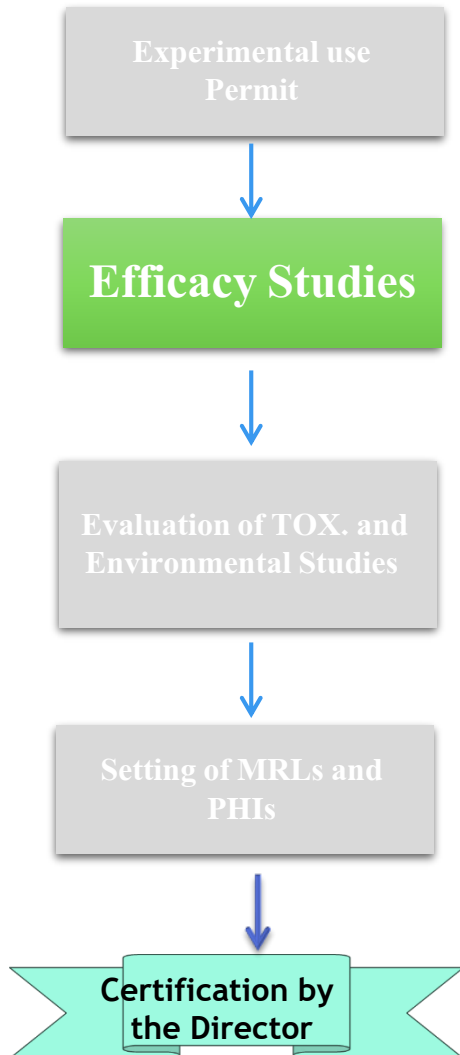 Experimental use
Permit
Efficacy Studies
Evaluation of TOX. and
Environmental Studies
Setting of MRLs and
PHIs
Certification by
the Director